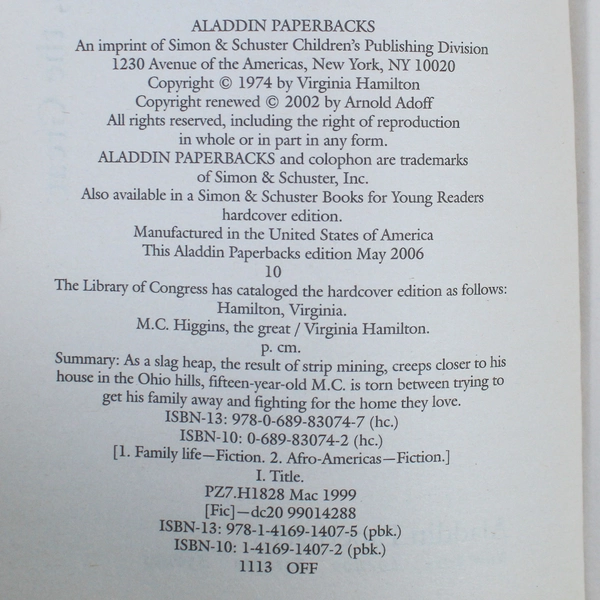 ALADDIN PAPERBACKS
An imprint of Simon & Schuster Children's Publishing Division
1230 Avenue of the Americas, New York, NY 10020
Copyright © 1974 by Virginia Hamilton
Copyright renewed © 2002 by Arnold Adoff
All rights reserved, including the right of reproduction
in whole or in part in any form.
ALADDIN PAPERBACKS and colophon are trademarks
of Simon & Schuster, Inc.
Also available in a Simon & Schuster Books for Young Readers
hardcover edition.
Manufactured in the United States of America
This Aladdin Paperbacks edition May 2006
10
The Library of Congress has cataloged the hardcover edition as follows:
Hamilton, Virginia.
M.C. Higgins, the great / Virginia Hamilton.
p. cm.
Summary: As a slag heap, the result of strip mining, creeps closer to his
house in the Ohio hills, fifteen-year-old M.C. is torn between trying to
get his family away and fighting for the home they love.
ISBN-13: 978-0-689-83074-7 (hc.)
ISBN-10: 0-689-83074-2 (hc.)
[1. Family life—Fiction. 2. Afro-Americas—Fiction.]
I. Title.
PZ7.H1828 Mac 1999
[Fic]—dc20 99014288
ISBN-13: 978-1-4169-1407-5 (pbk.)
ISBN-10: 1-4169-1407-2 (pbk.)
1113 OFF